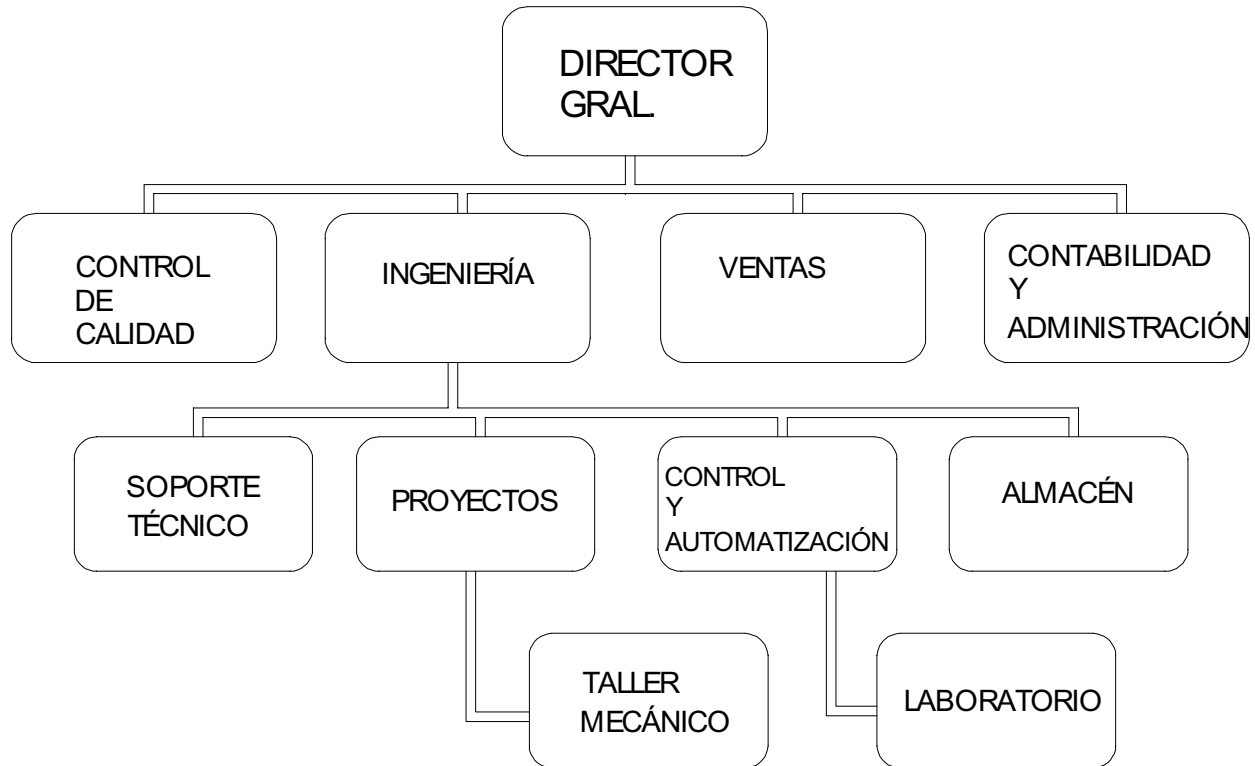 DIRECTOR
GRAL.
CONTROL
DE
CALIDAD
INGENIERÍA
VENTAS
CONTABILIDAD
Y
ADMINISTRACIÓN
SOPORTE
TÉCNICO
PROYECTOS
CONTROL
Y
AUTOMATIZACIÓN
ALMACÉN
TALLER
MECÁNICO
LABORATORIO